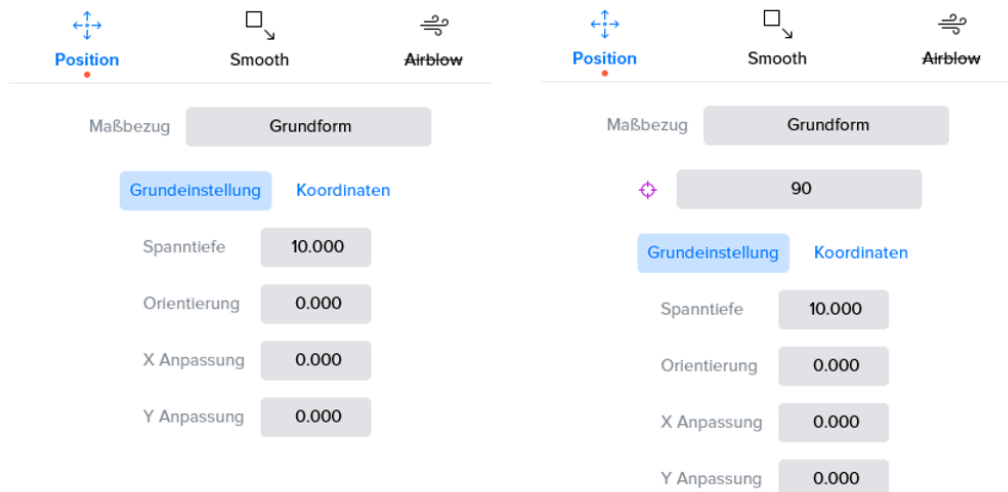 Position Smooth Airblow
Maßbezug Grundform
Grundeinstellung Koordinaten
Spanntiefe 10.000
Orientierung 0.000
X Anpassung 0.000
Y Anpassung 0.000
Position Smooth Airblow
Maßbezug Grundform
90
Grundeinstellung Koordinaten
Spanntiefe 10.000
Orientierung 0.000
X Anpassung 0.000
Y Anpassung 0.000